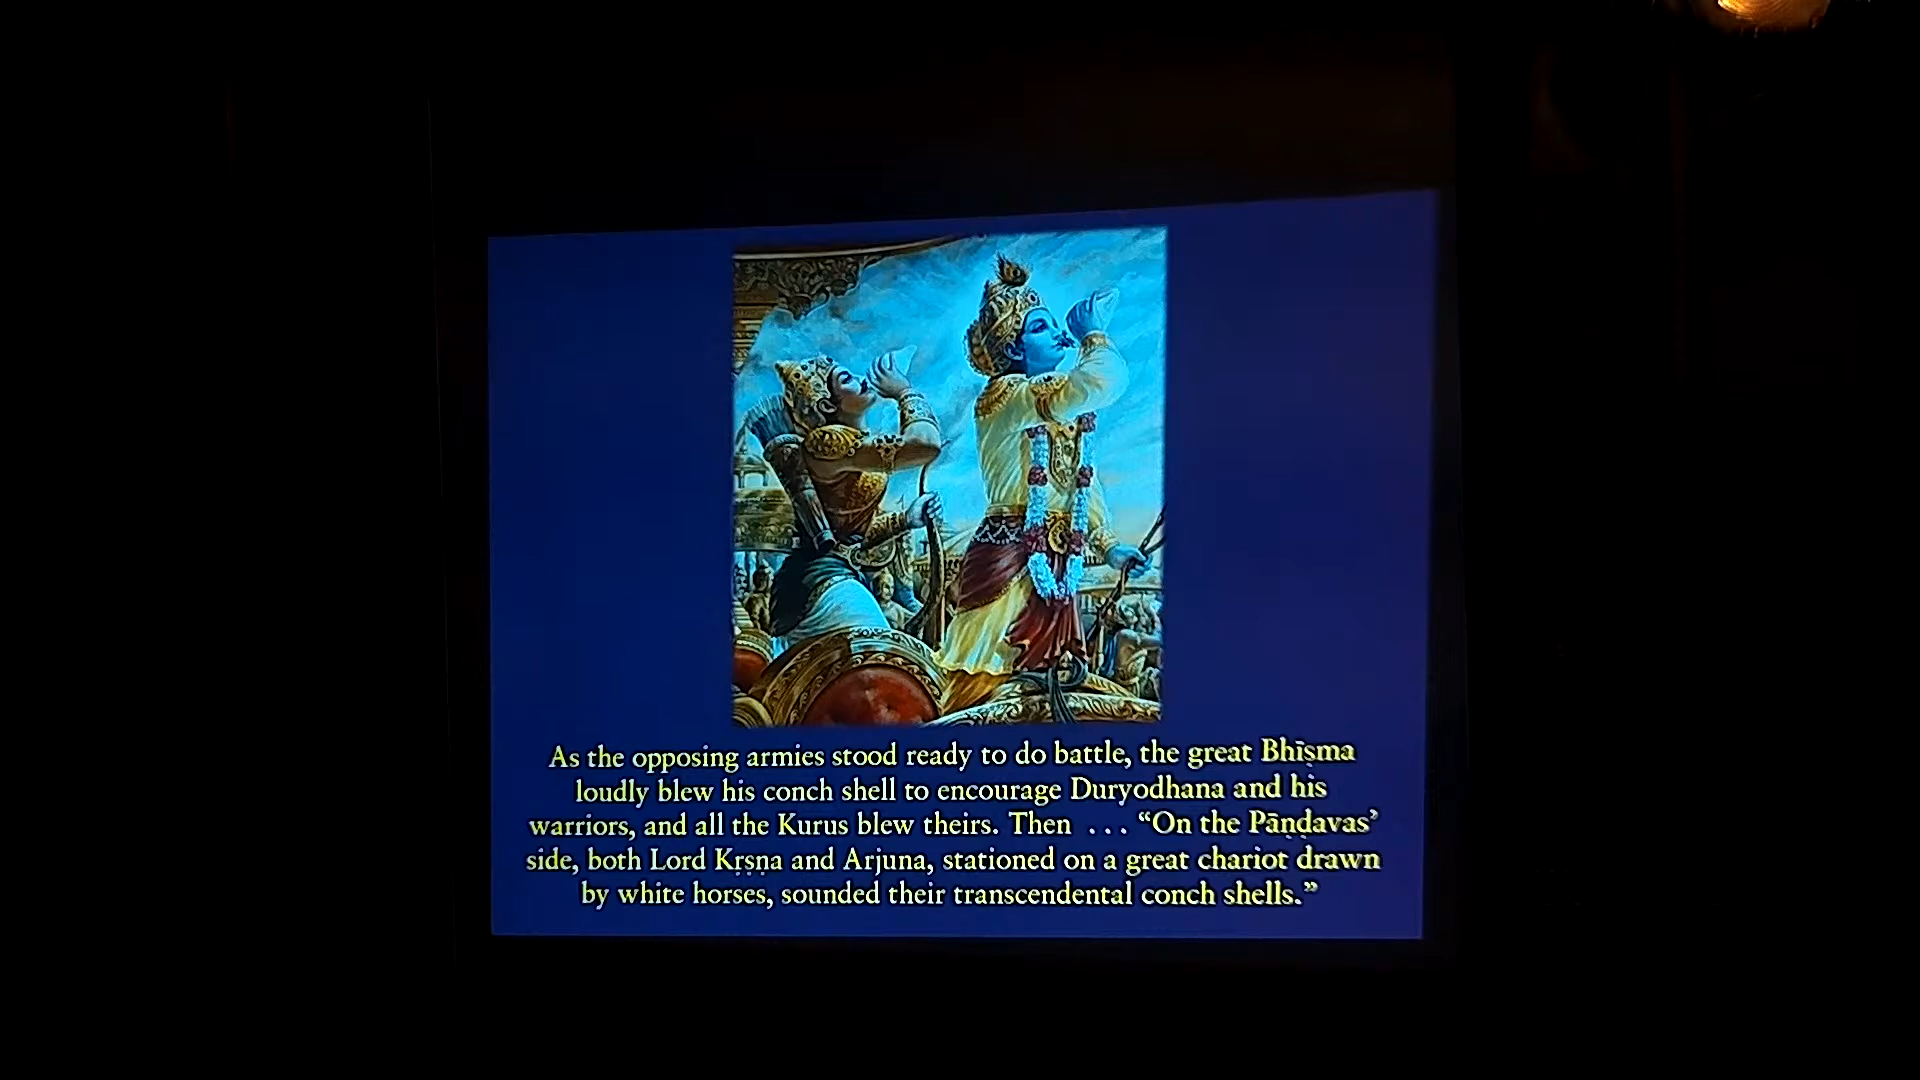 As the opposing armies stood ready to do battle, the great Bhīṣma
loudly blew his conch shell to encourage Duryodhana and his
warriors, and all the Kurus blew theirs. Then . . . “On the Pāṇḍavas’
side, both Lord Kṛṣṇa and Arjuna, stationed on a great chariot drawn
by white horses, sounded their transcendental conch shells.”